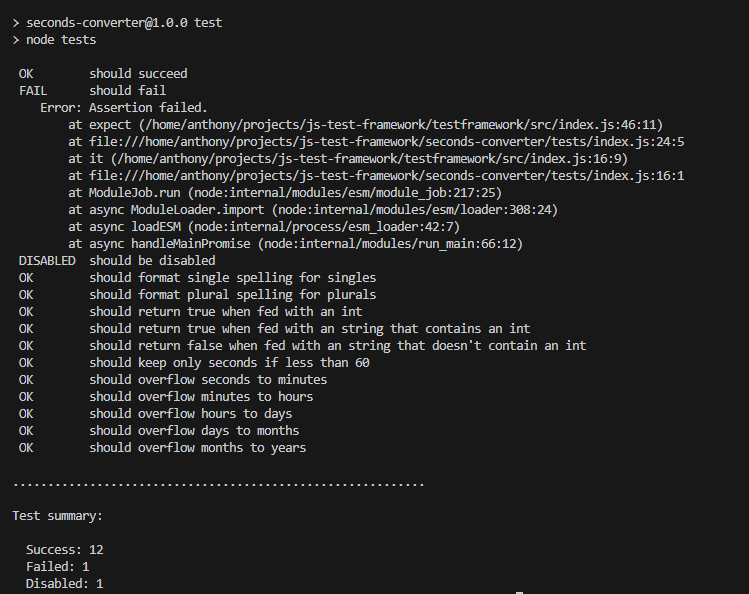 > seconds-converter@1.0.0 test
> node tests
OK should succeed
FAIL should fail
Error: Assertion failed.
at expect (/home/anthony/projects/js-test-framework/testframework/src/index.js:46:11)
at file:///home/anthony/projects/js-test-framework/seconds-converter/tests/index.js:24:5
at it (/home/anthony/projects/js-test-framework/testframework/src/index.js:16:9)
at file:///home/anthony/projects/js-test-framework/seconds-converter/tests/index.js:16:1
at ModuleJob.run (node:internal/modules/esm/module_job:217:25)
at async ModuleLoader.import (node:internal/modules/esm/loader:308:24)
at async loadESM (node:internal/process/esm_loader:42:7)
at async handleMainPromise (node:internal/modules/run_main:66:12)
DISABLED should be disabled
OK should format single spelling for singles
OK should format plural spelling for plurals
OK should return true when fed with an int
OK should return true when fed with an string that contains an int
OK should return false when fed with an string that doesn't contain an int
OK should keep only seconds if less than 60
OK should overflow seconds to minutes
OK should overflow minutes to hours
OK should overflow hours to days
OK should overflow days to months
OK should overflow months to years
...........................................................
Test summary:
Success: 12
Failed: 1
Disabled: 1